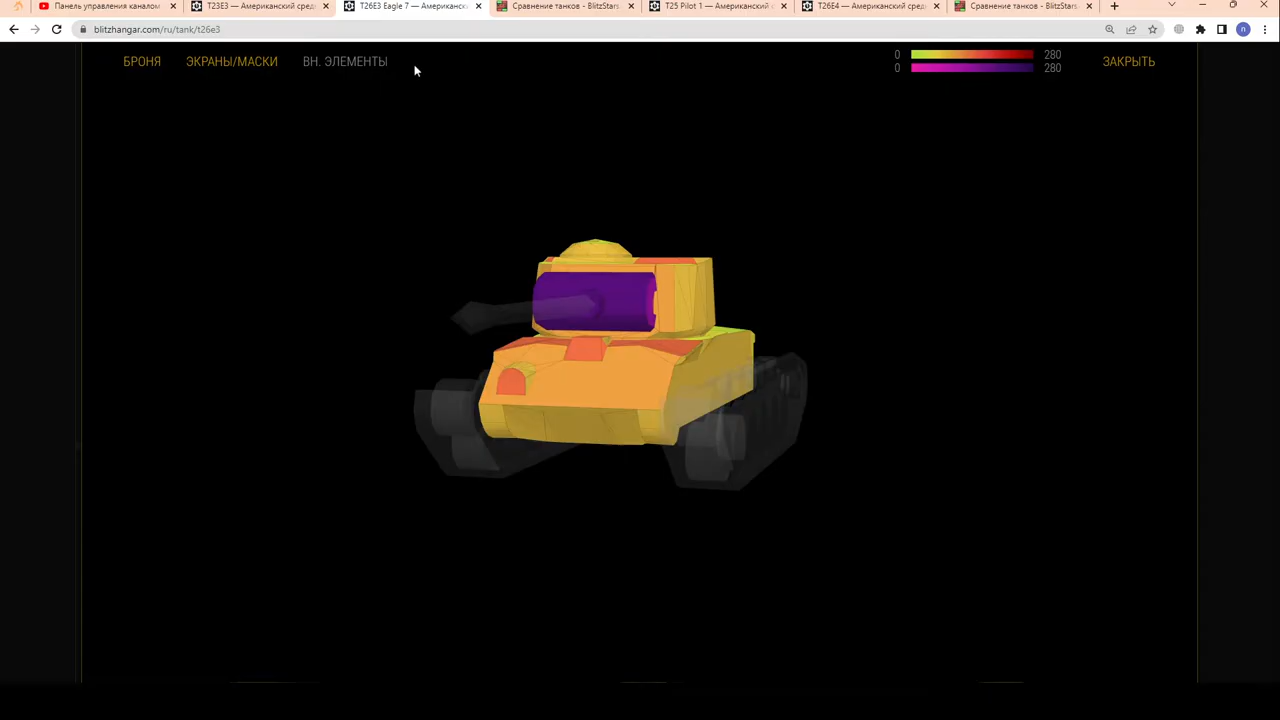 Панель управления каналом
T23E3 — Американский сред
T26E3 Eagle 7 — Американск
Сравнение танков - BlitzStars
T25 Pilot 1 — Американский с
T26E4 — Американский средн
Сравнение танков - BlitzStars
blitzhangar.com/ru/tank/t26e3
n
БРОНЯ
ЭКРАНЫ/МАСКИ
ВН. ЭЛЕМЕНТЫ
0 280
0 280
ЗАКРЫТЬ